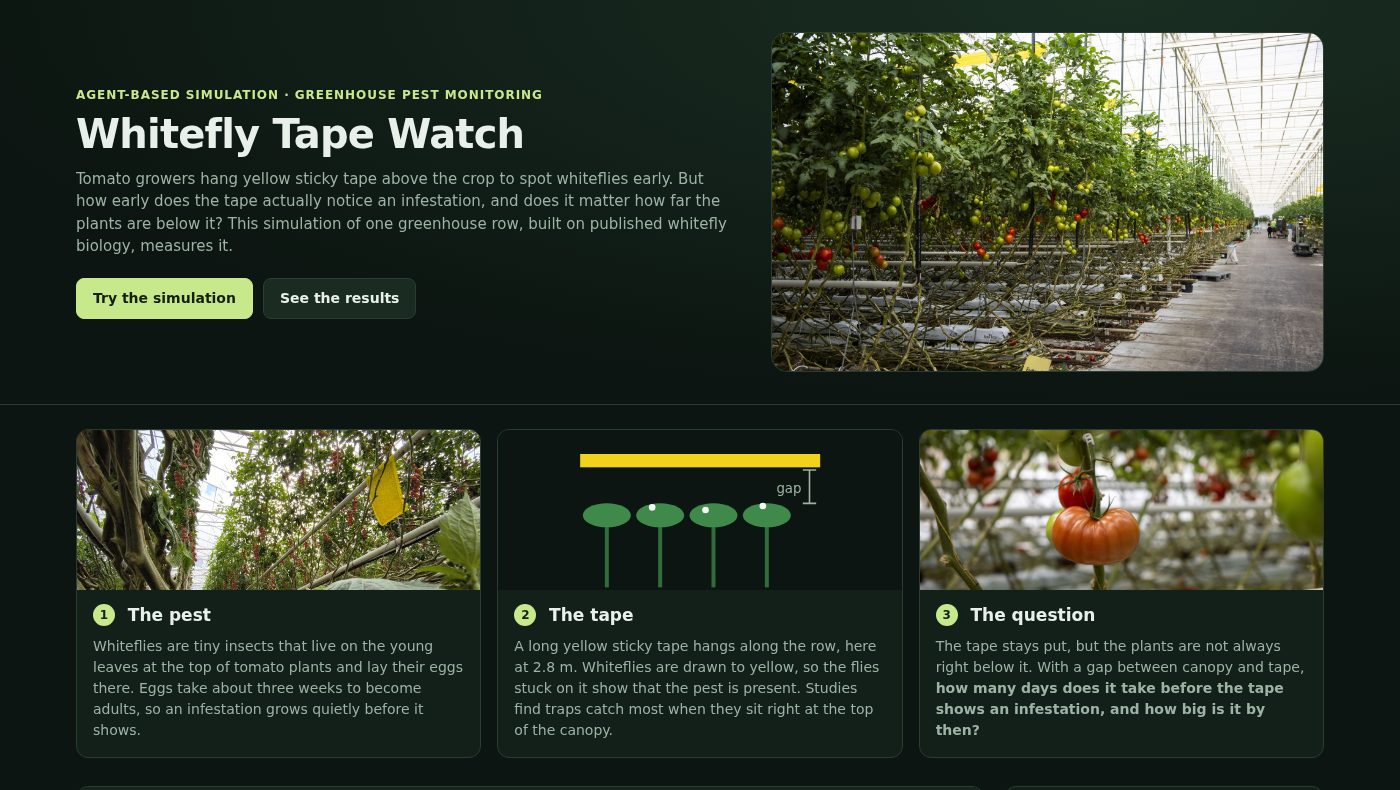 AGENT-BASED SIMULATION · GREENHOUSE PEST MONITORING
Whitefly Tape Watch
Tomato growers hang yellow sticky tape above the crop to spot whiteflies early. But
how early does the tape actually notice an infestation, and does it matter how far the
plants are below it? This simulation of one greenhouse row, built on published whitefly
biology, measures it.
Try the simulation
See the results
gap
1 The pest
Whiteflies are tiny insects that live on the young
leaves at the top of tomato plants and lay their eggs
there. Eggs take about three weeks to become
adults, so an infestation grows quietly before it
shows.
2 The tape
A long yellow sticky tape hangs along the row, here
at 2.8 m. Whiteflies are drawn to yellow, so the flies
stuck on it show that the pest is present. Studies
find traps catch most when they sit right at the top
of the canopy.
3 The question
The tape stays put, but the plants are not always
right below it. With a gap between canopy and tape,
how many days does it take before the tape
shows an infestation, and how big is it by
then?